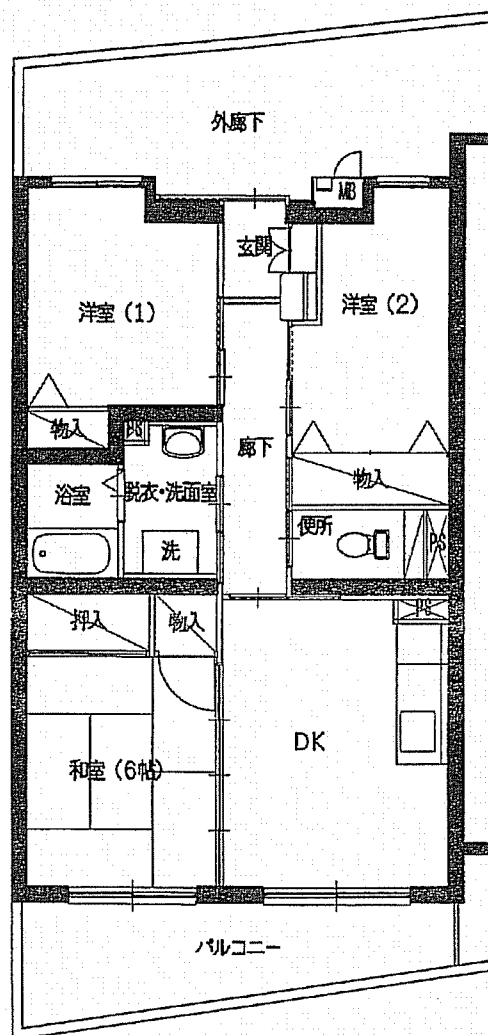 外廊下
MB
玄関
洋室（1）
洋室（2）
物入
PS
廊下
物入
浴室
脱衣・洗面室
便所
洗
PS
押入
物入
PS
DK
和室（6帖）
バルコニー